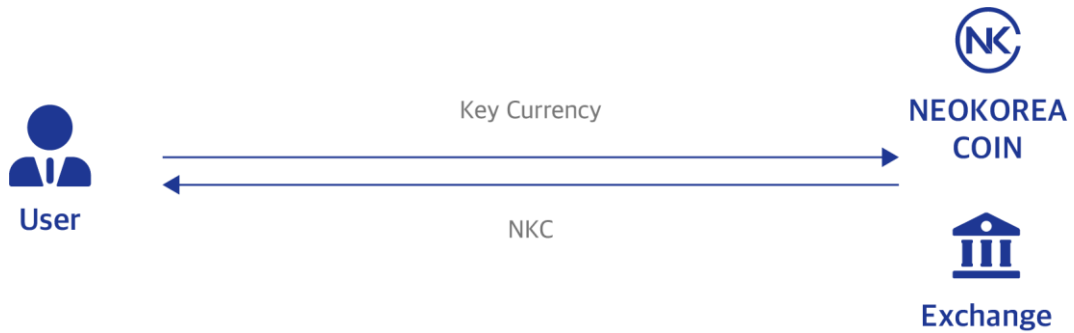 NK
NEOKOREA
COIN
Key Currency
User
NKC
Exchange